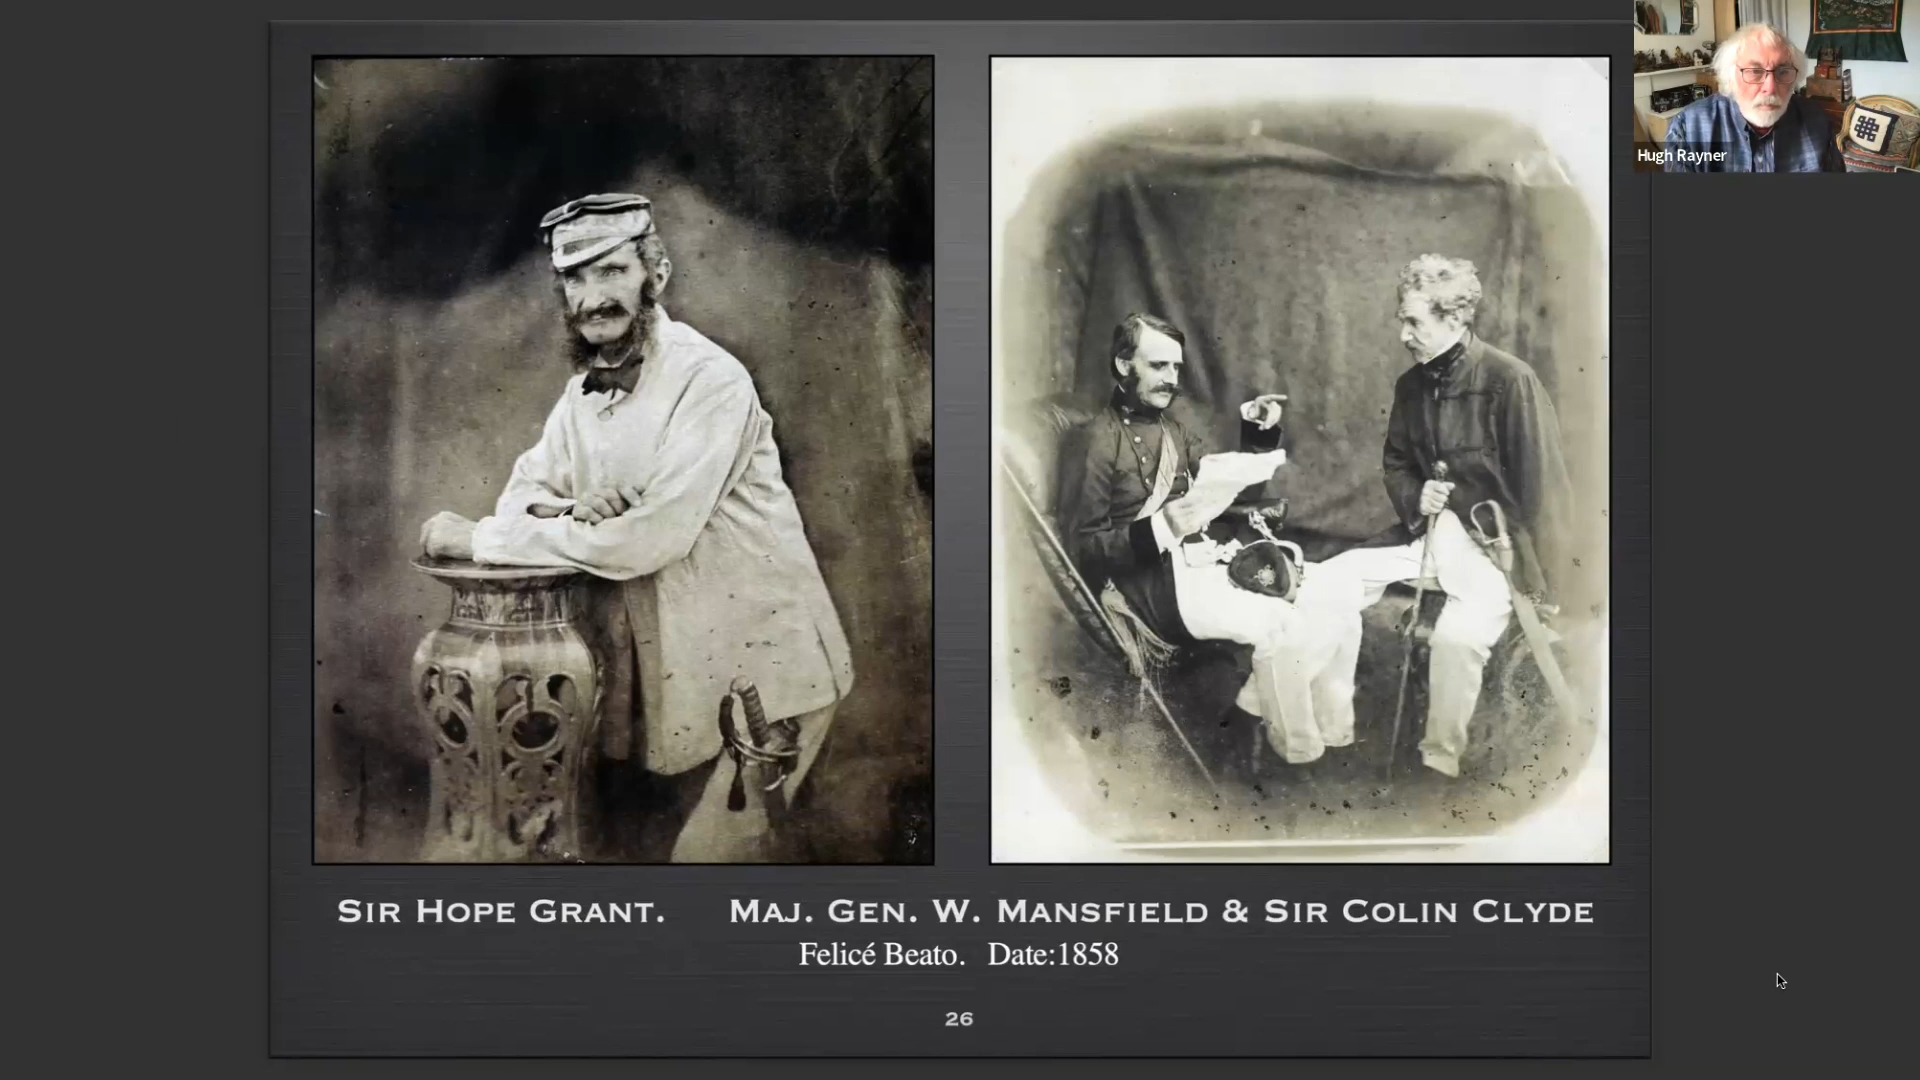 Hugh Rayner
Sir Hope Grant. Maj. Gen. W. Mansfield & Sir Colin Clyde
Felicé Beato. Date:1858
26